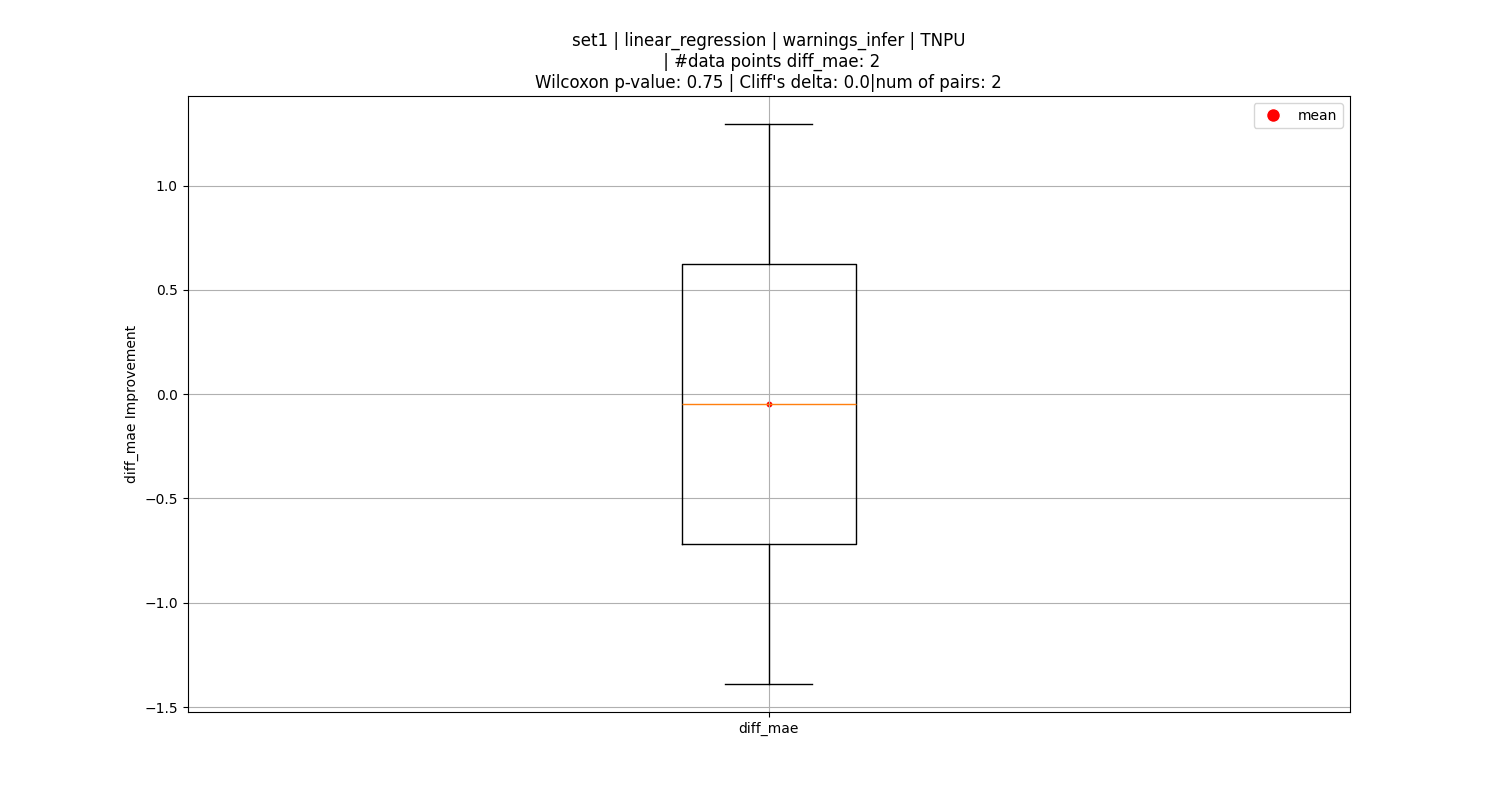 set1 | linear_regression | warnings_infer | TNPU
| #data points diff_mae: 2
Wilcoxon p-value: 0.75 | Cliff's delta: 0.0|num of pairs: 2
mean
1.0
0.5
0.0
−0.5
−1.0
−1.5
diff_mae Improvement
diff_mae